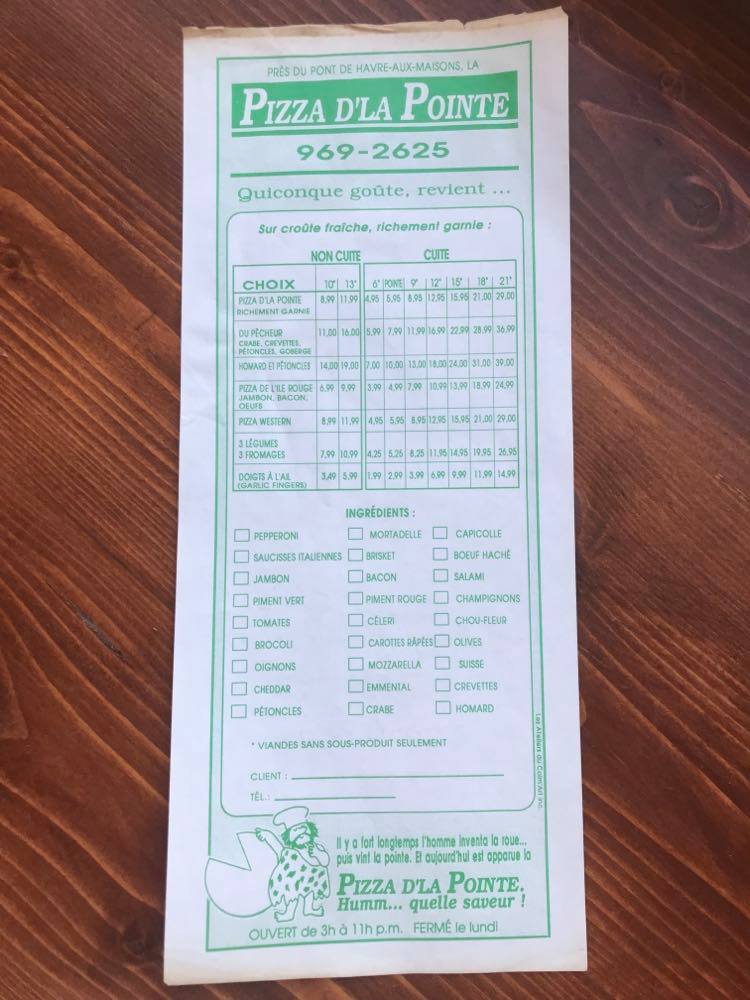 PRÈS DU PONT DE HAVRE-AUX-MAISONS, LA
PIZZA D'LA POINTE
969-2625
Quiconque goûte, revient ...
Sur croûte fraîche, richement garnie :
NON CUITE CUITE
CHOIX 10" 13" 6" POINTE 9" 12" 15" 18" 21"
PIZZA D'LA POINTE 8,99 11,99 4,95 5,95 8,95 12,95 15,95 21,00 29,00
RICHEMENT GARNIE
DU PÊCHEUR 11,00 16,00 5,99 7,99 11,99 16,99 22,99 28,99 36,99
CRABE, CREVETTES,
PÉTONCLES, GOBERGE
HOMARD ET PÉTONCLES 14,00 19,00 7,00 10,00 13,00 18,00 24,00 31,00 39,00
PIZZA DE L'ILE ROUGE 6,99 9,99 3,99 4,99 7,99 10,99 13,99 18,99 24,99
JAMBON, BACON,
OEUFS
PIZZA WESTERN 8,99 11,99 4,95 5,95 8,95 12,95 15,95 21,00 29,00
3 LÉGUMES
3 FROMAGES 7,99 10,99 4,25 5,25 8,25 11,95 14,95 19,95 26,95
DOIGTS À L'AIL 3,49 5,99 1,99 2,99 3,99 6,99 9,99 11,99 14,99
(GARLIC FINGERS)
INGRÉDIENTS :
PEPPERONI MORTADELLE CAPICOLLE
SAUCISSES ITALIENNES BRISKET BOEUF HACHÉ
JAMBON BACON SALAMI
PIMENT VERT PIMENT ROUGE CHAMPIGNONS
TOMATES CÉLERI CHOU-FLEUR
BROCOLI CAROTTES RÂPÉES OLIVES
OIGNONS MOZZARELLA SUISSE
CHEDDAR EMMENTAL CREVETTES
PÉTONCLES CRABE HOMARD
* VIANDES SANS SOUS-PRODUIT SEULEMENT
CLIENT :
TÉL.:
Les Ateliers du Colm'Art inc.
Il y a fort longtemps l'homme inventa la roue...
puis vint la pointe. Et aujourd'hui est apparue la
PIZZA D'LA POINTE.
Humm... quelle saveur !
OUVERT de 3h à 11h p.m. FERMÉ le lundi